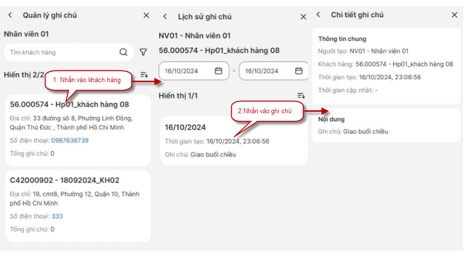 Quản lý ghi chú
Nhân viên 01
Tìm khách hàng
Hiển thị 2/2
1. Nhấn vào khách hàng
56.000574 - Hp01_khách hàng 08
Địa chỉ: 33 đường số 8, Phường Linh Đông,
Quận Thủ Đức , Thành phố Hồ Chí Minh
Số điện thoại: 0987636739
Tổng ghi chú: 0
C42000902 - 18092024_KH02
Địa chỉ: 19, cmt8, Phường 12, Quận 10, Thành
phố Hồ Chí Minh
Số điện thoại: 333
Tổng ghi chú: 0
Lịch sử ghi chú
NV01 - Nhân viên 01
56.000574 - Hp01_khách hàng 08
16/10/2024 - 16/10/2024
Hiển thị 1/1
2.Nhấn vào ghi chú
16/10/2024
Thời gian tạo: 16/10/2024, 23:06:56
Ghi chú: Giao buổi chiều
Chi tiết ghi chú
Thông tin chung
Người tạo: NV01 - Nhân viên 01
Khách hàng: 56.000574 - Hp01_khách hàng 08
Thời gian tạo: 16/10/2024, 23:06:56
Thời gian cập nhật: -
Nội dung
Ghi chú: Giao buổi chiều